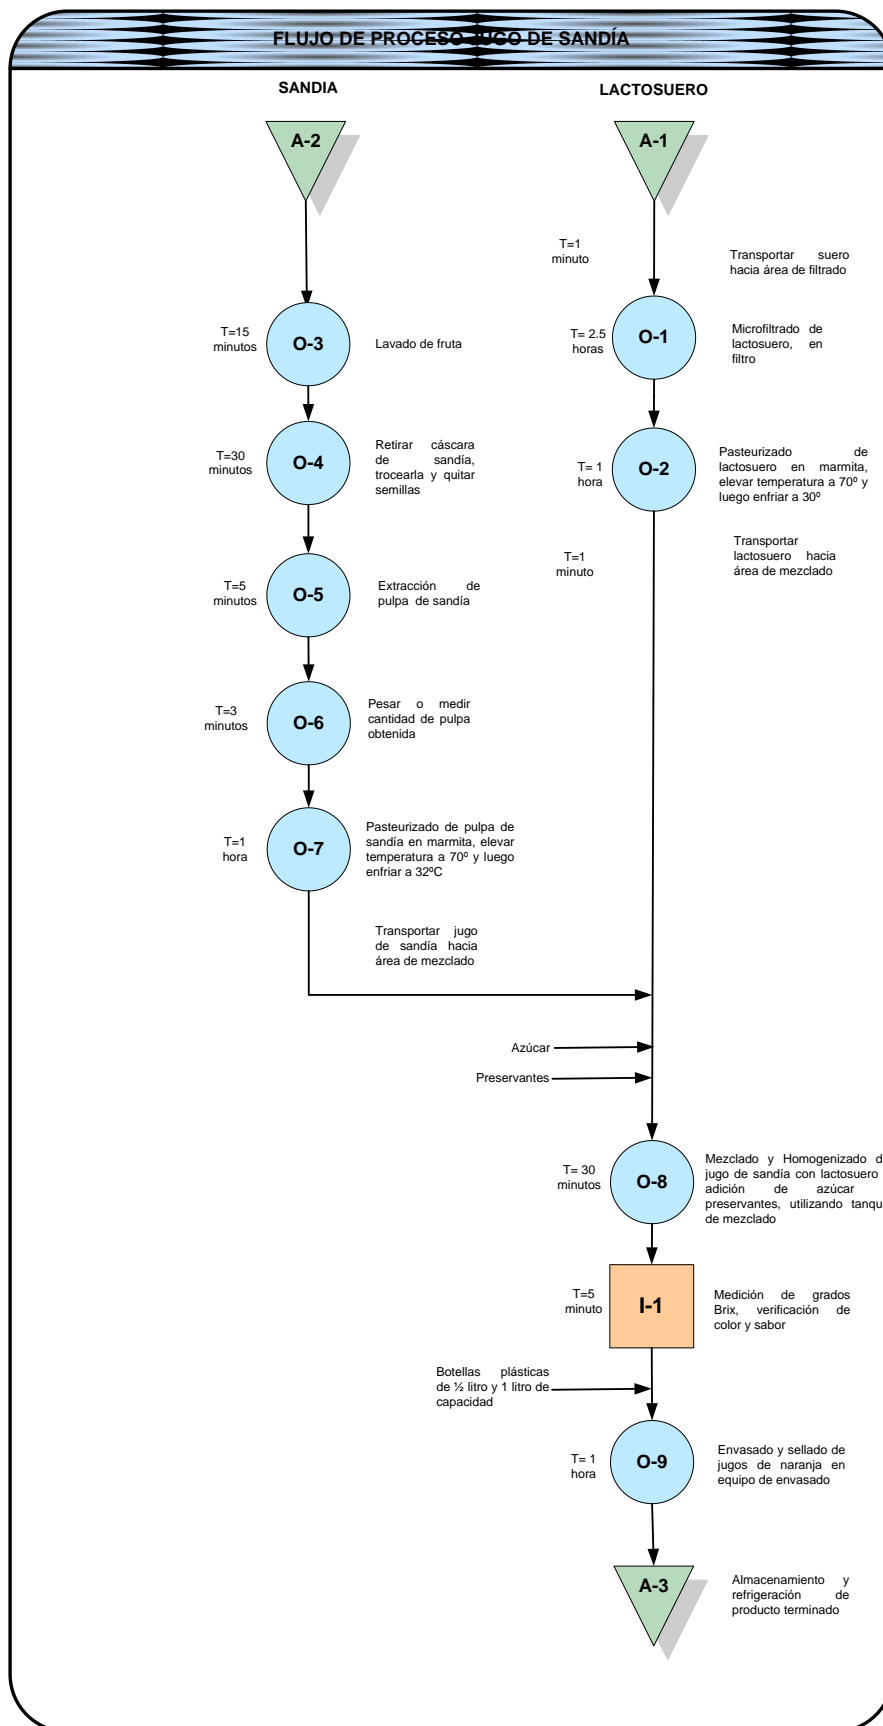 FLUJO DE PROCESO JUGO DE SANDÍA
SANDIA
LACTOSUERO
A-2
A-1
T=1
minuto
Transportar suero
hacia área de filtrado
T=15
minutos
O-3
Lavado de fruta
T= 2.5
horas
O-1
Microfiltrado de
lactosuero, en
filtro
T=30
minutos
O-4
Retirar cáscara
de sandía,
trocearla y quitar
semillas
T= 1
hora
O-2
Pasteurizado de
lactosuero en marmita,
elevar temperatura a 70º y
luego enfriar a 30º
T=1
minuto
Transportar
lactosuero hacia
área de mezclado
T=5
minutos
O-5
Extracción de
pulpa de sandía
T=3
minutos
O-6
Pesar o medir
cantidad de pulpa
obtenida
T=1
hora
O-7
Pasteurizado de pulpa de
sandía en marmita, elevar
temperatura a 70º y luego
enfriar a 32ºC
Transportar jugo
de sandía hacia
área de mezclado
Azúcar
Preservantes
T= 30
minutos
O-8
Mezclado y Homogenizado d
jugo de sandía con lactosuero
adición de azúcar
preservantes, utilizando tanqu
de mezclado
T=5
minuto
I-1
Medición de grados
Brix, verificación de
color y sabor
Botellas plásticas
de ½ litro y 1 litro de
capacidad
T= 1
hora
O-9
Envasado y sellado de
jugos de naranja en
equipo de envasado
A-3
Almacenamiento y
refrigeración de
producto terminado